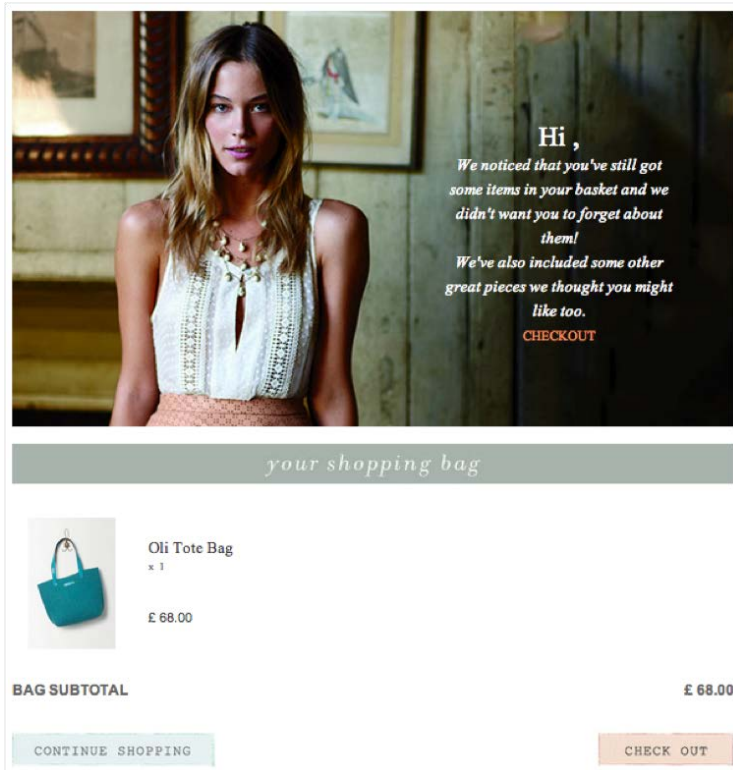 Hi ,
We noticed that you've still got
some items in your basket and we
didn't want you to forget about
them!
We've also included some other
great pieces we thought you might
like too.
CHECKOUT
your shopping bag
Oli Tote Bag
x 1
£ 68.00
BAG SUBTOTAL
£ 68.00
CONTINUE SHOPPING
CHECK OUT